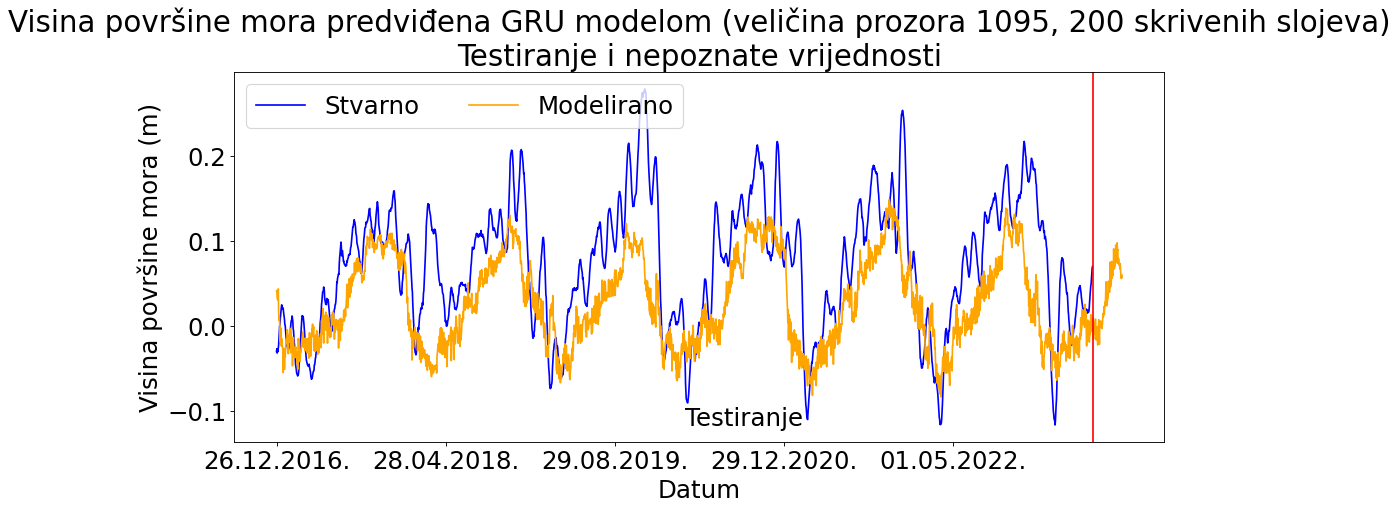 Visina površine mora predviđena GRU modelom (veličina prozora 1095, 200 skrivenih slojeva)
Testiranje i nepoznate vrijednosti
Stvarno Modelirano
Visina površine mora (m)
0.2
0.1
0.0
−0.1
Testiranje
26.12.2016. 28.04.2018. 29.08.2019. 29.12.2020. 01.05.2022.
Datum